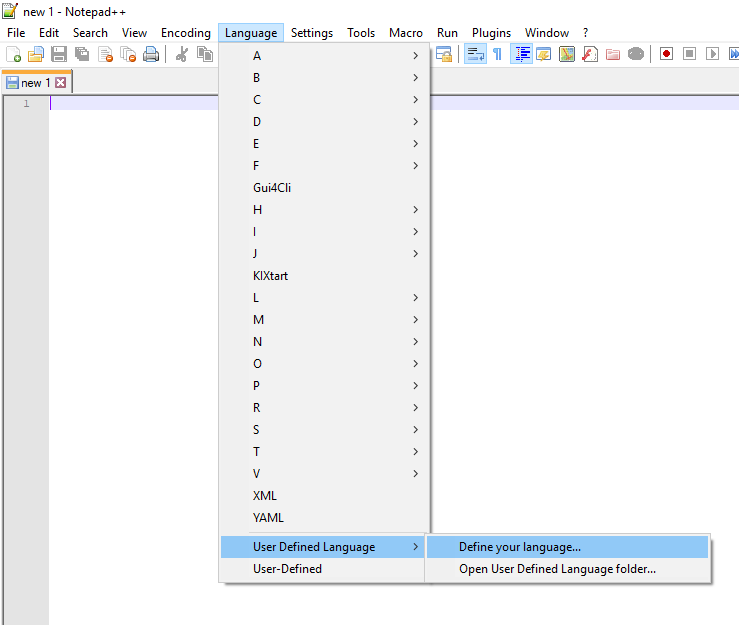 new 1 - Notepad++
File Edit Search View Encoding Language Settings Tools Macro Run Plugins Window ?
new 1
1
A
B
C
D
E
F
Gui4Cli
H
I
J
KIXtart
L
M
N
O
P
R
S
T
V
XML
YAML
User Defined Language
Define your language...
User-Defined
Open User Defined Language folder...